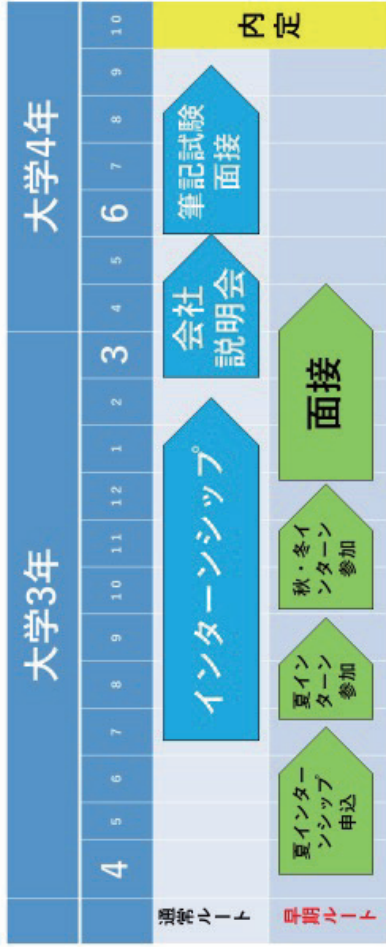 大学3年
大学4年
4
5
6
7
8
9
10
11
12
1
2
3
4
5
6
7
8
9
10
通常ルート
インターンシップ
会社
説明会
筆記試験
面接
内定
早期ルート
夏インター
ンシップ
申込
夏イン
ターン
参加
秋・冬イ
ンターン
参加
面接